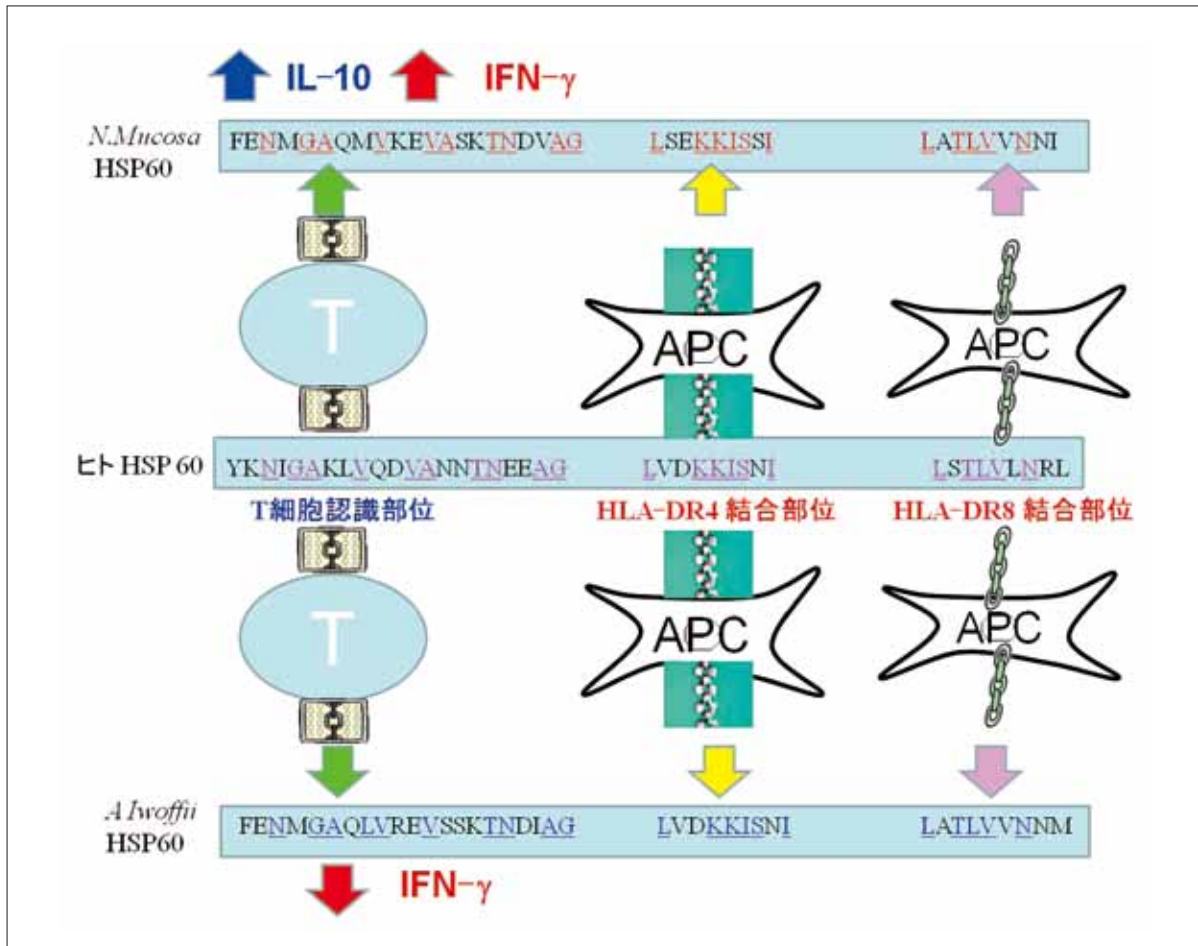 IL-10 IFN-γ
N.Mucosa
HSP60
FENMGAQMVKEVASKTNDVAG LSEKKISSI LATLVVNNI
T APC APC
ヒト HSP 60 YKNIGAKLVQDVANNTNEEAG LVDKKISNI LSTLVLNRL
T細胞認識部位 HLA-DR4 結合部位 HLA-DR8 結合部位
T APC APC
A Iwoffii
HSP60
FENMGAQLVREVSSKTNDIAG LVDKKISNI LATLVVNNM
IFN-γ